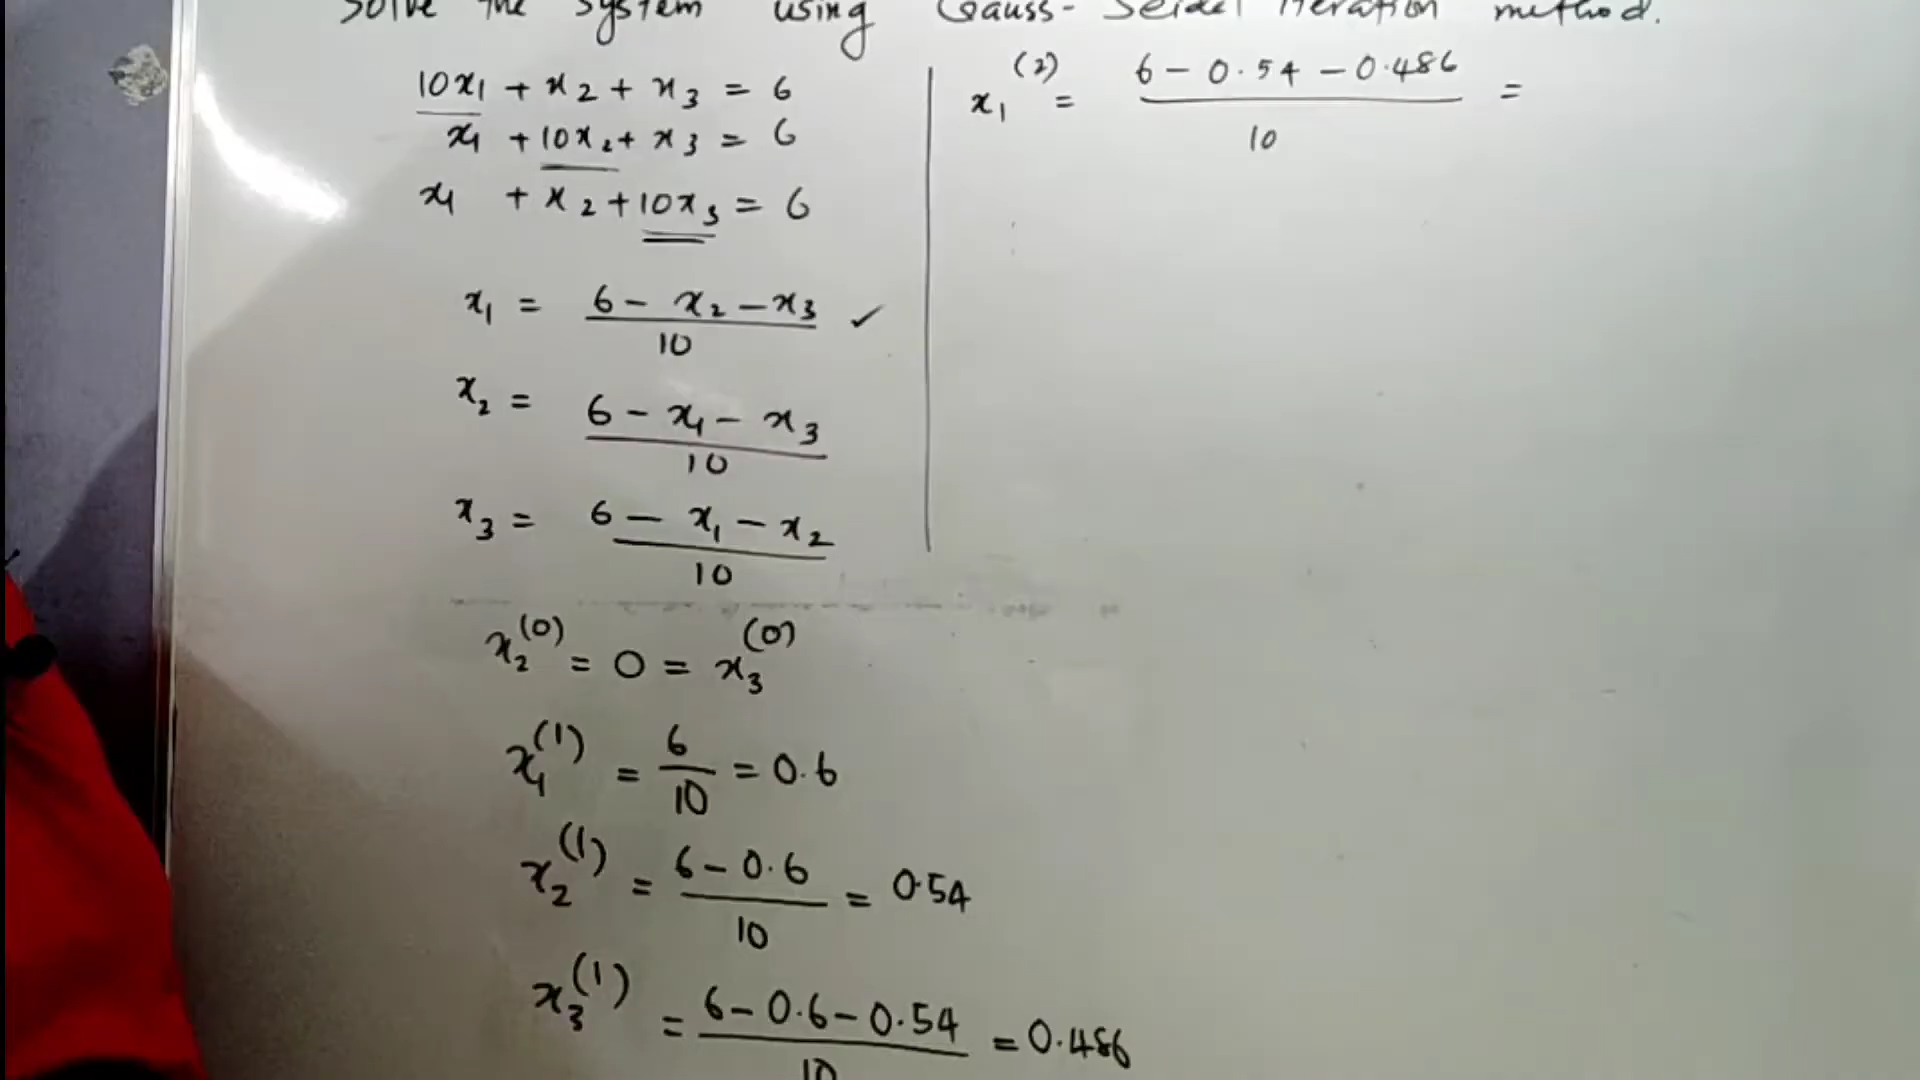 Solve the system using Gauss-Seidel iteration method.
10x₁ + x₂ + x₃ = 6
x₁ + 10x₂ + x₃ = 6
x₁ + x₂ + 10x₃ = 6
x₁ = (6 - x₂ - x₃)/10 ✓
x₂ = (6 - x₁ - x₃)/10
x₃ = (6 - x₁ - x₂)/10
x₂⁽⁰⁾ = 0 = x₃⁽⁰⁾
x₁⁽¹⁾ = 6/10 = 0.6
x₂⁽¹⁾ = (6 - 0.6)/10 = 0.54
x₃⁽¹⁾ = (6 - 0.6 - 0.54)/10 = 0.486
x₁⁽²⁾ = (6 - 0.54 - 0.486)/10 =